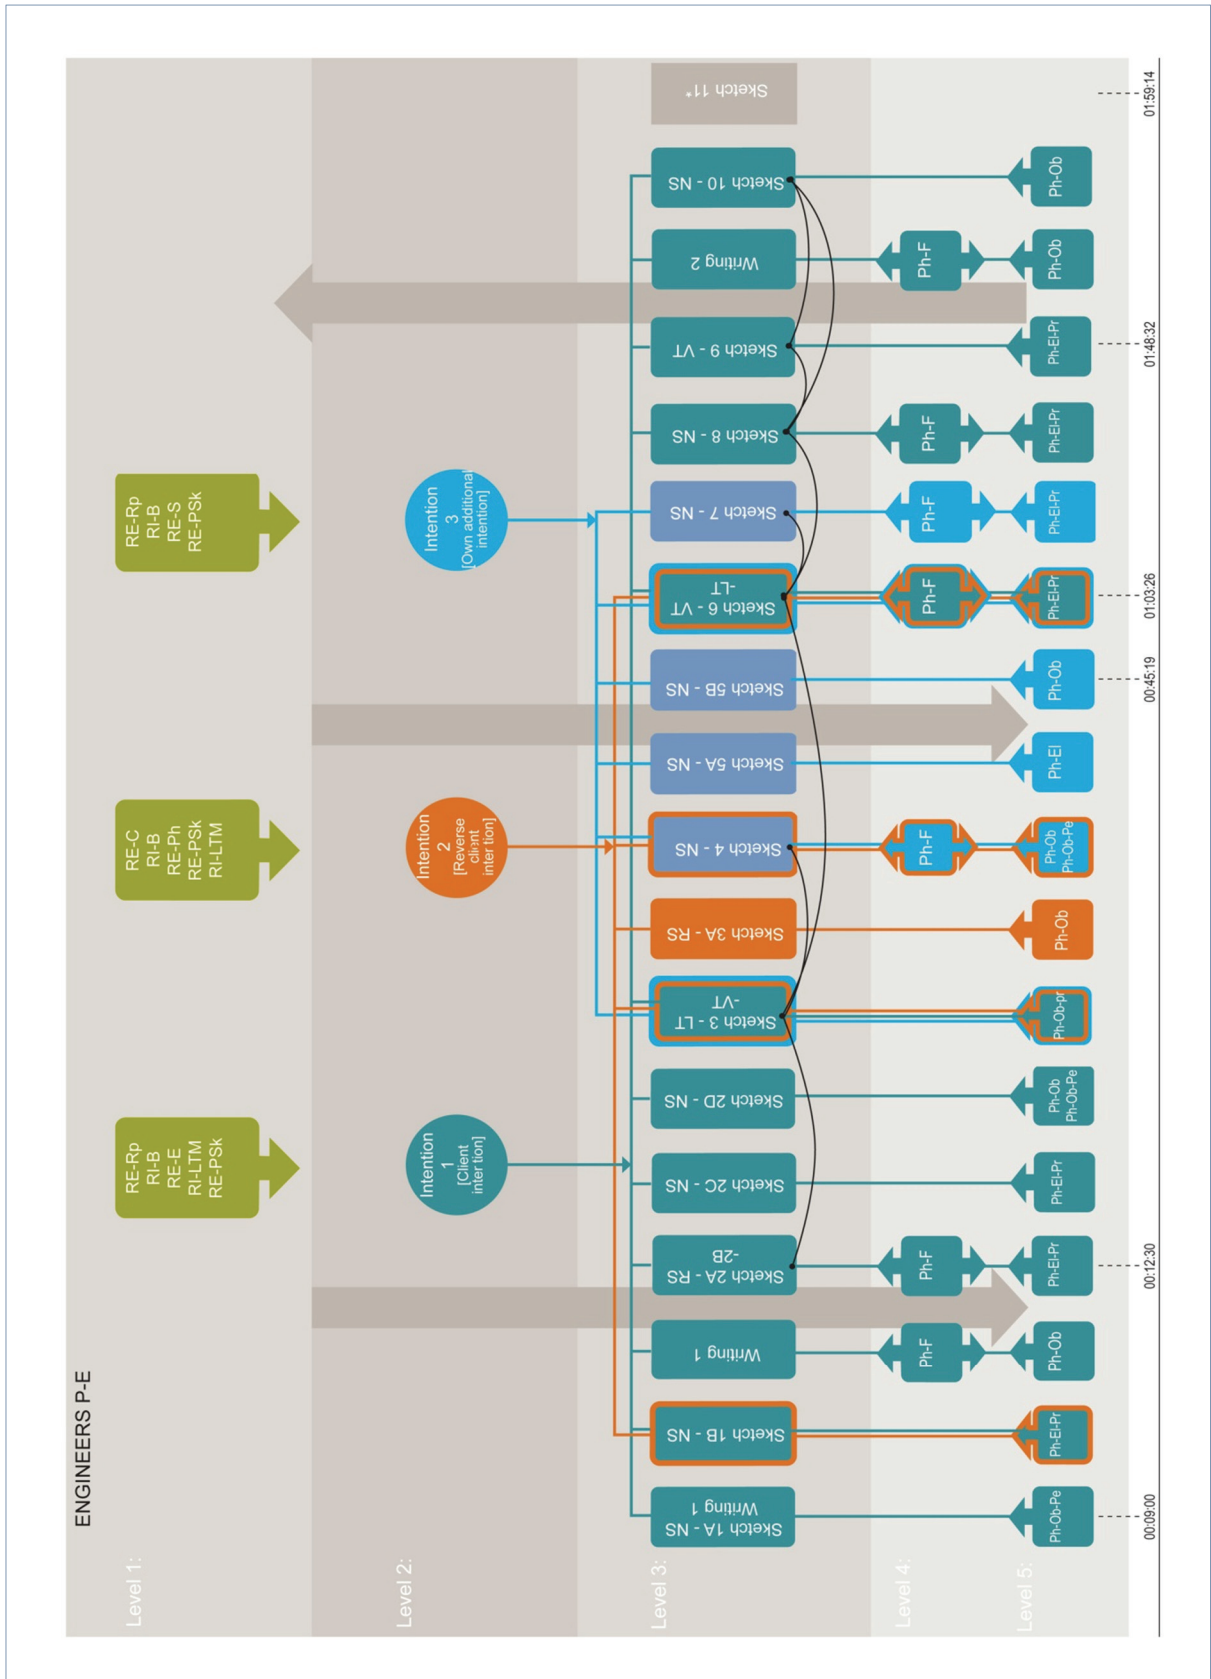 ENGINEERS P-E
Level 1:
RE-Rp
RI-B
RE-E
RI-LTM
RE-PSk
RE-C
RI-B
RE-Ph
RE-PSk
RI-LTM
RE-Rp
RI-B
RE-S
RE-PSk
Level 2:
Intention
1
[Client
inter tion]
Intention
2
[Reverse
client
inter tion]
Intention
3
[Own additional
intention]
Level 3:
Sketch 1A - NS
Writing 1
Sketch 1B - NS
Writing 1
Sketch 2A - RS
-2B
Sketch 2C - NS
Sketch 2D - NS
Sketch 3 - LT
-VT
Sketch 3A - RS
Sketch 4 - NS
Sketch 5A - NS
Sketch 5B - NS
Sketch 6 - VT
-LT
Sketch 7 - NS
Sketch 8 - NS
Sketch 9 - VT
Writing 2
Sketch 10 - NS
Sketch 11*
Level 4:
Ph-F
Ph-F
Ph-F
Ph-F
Ph-F
Ph-F
Ph-F
Level 5:
Ph-Ob-Pe
Ph-El-Pr
Ph-Ob
Ph-El-Pr
Ph-El-Pr
Ph-Ob
Ph-Ob-Pe
Ph-Ob-pr
Ph-Ob
Ph-Ob
Ph-Ob-Pe
Ph-El
Ph-Ob
Ph-El-Pr
Ph-El-Pr
Ph-El-Pr
Ph-El-Pr
Ph-Ob
Ph-Ob
00:09:00
00:12:30
00:45:19
01:03:26
01:48:32
01:59:14